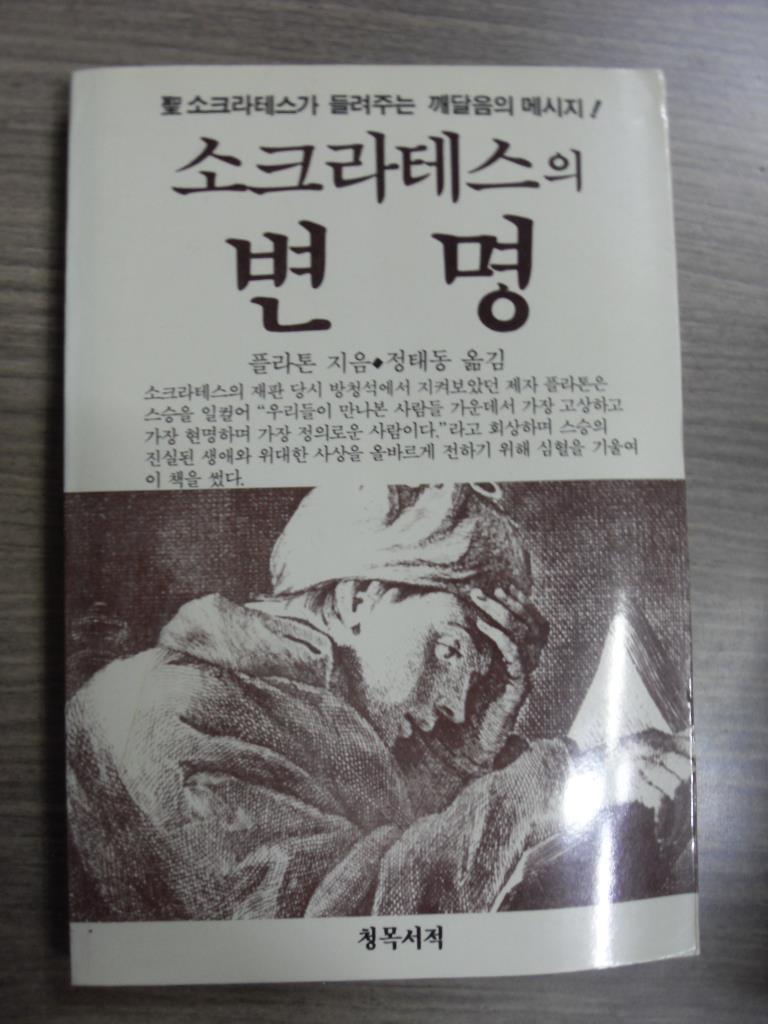 聖 소크라테스가 들려주는 깨달음의 메시지!
소크라테스의
변 명
플라톤 지음◆정태동 옮김
소크라테스의 재판 당시 방청석에서 지켜보았던 제자 플라톤은
스승을 일컬어 “우리들이 만나본 사람들 가운데서 가장 고상하고
가장 현명하며 가장 정의로운 사람이다.”라고 회상하며 스승의
진실된 생애와 위대한 사상을 올바르게 전하기 위해 심혈을 기울여
이 책을 썼다.
청목서적